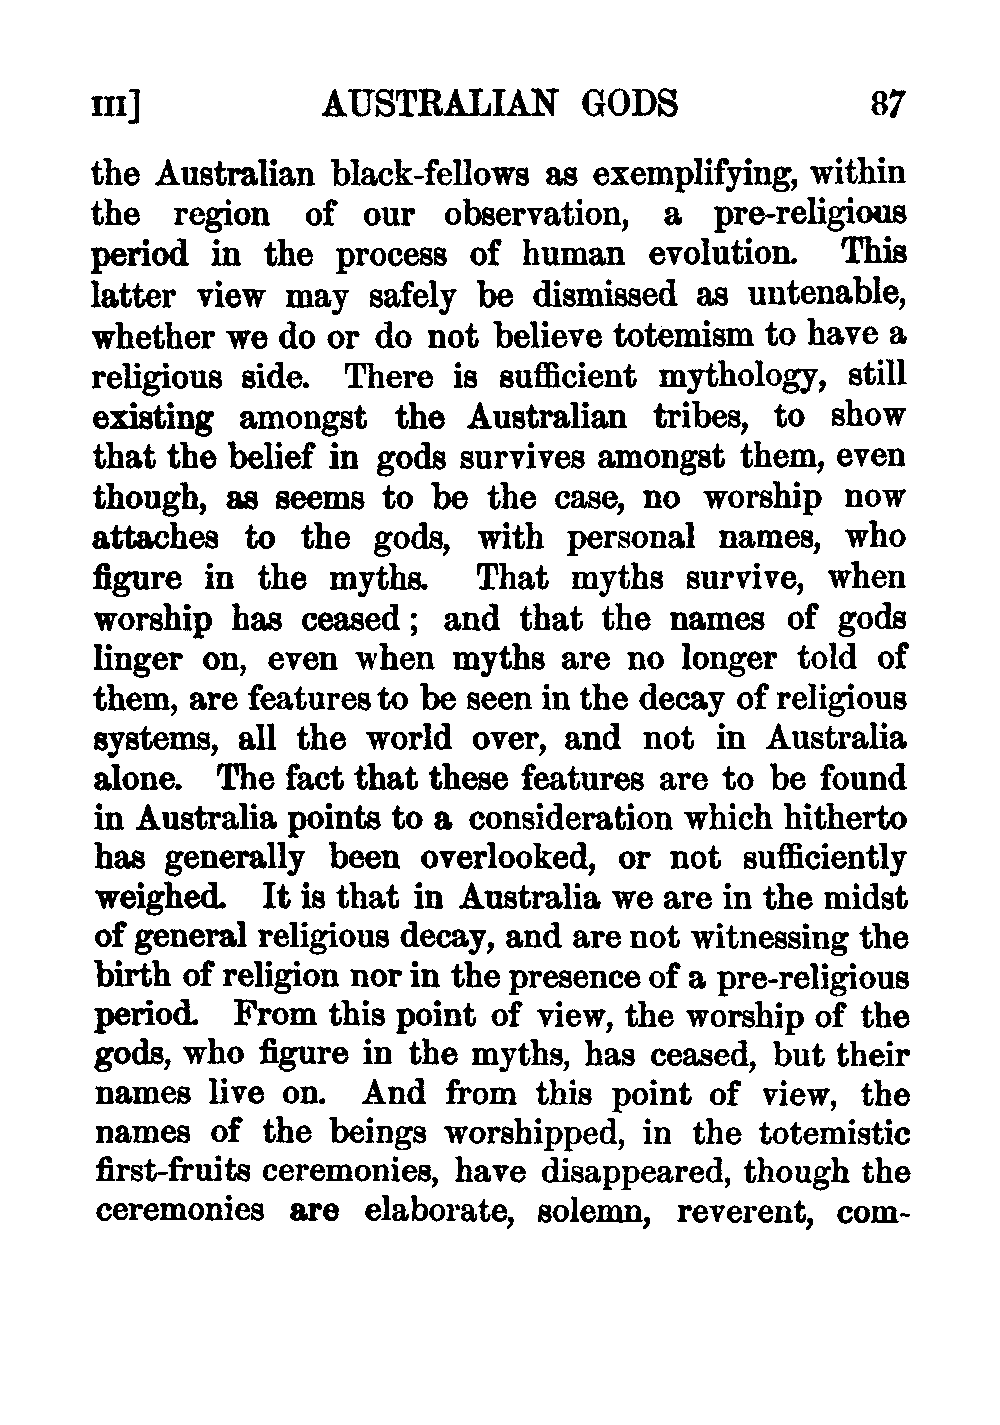 III] AUSTRALIAN GODS 87
the Australian black-fellows as exemplifying, within
the region of our observation, a pre-religious
period in the process of human evolution. This
latter view may safely be dismissed as untenable,
whether we do or do not believe totemism to have a
religious side. There is sufficient mythology, still
existing amongst the Australian tribes, to show
that the belief in gods survives amongst them, even
though, as seems to be the case, no worship now
attaches to the gods, with personal names, who
figure in the myths. That myths survive, when
worship has ceased ; and that the names of gods
linger on, even when myths are no longer told of
them, are features to be seen in the decay of religious
systems, all the world over, and not in Australia
alone. The fact that these features are to be found
in Australia points to a consideration which hitherto
has generally been overlooked, or not sufficiently
weighed. It is that in Australia we are in the midst
of general religious decay, and are not witnessing the
birth of religion nor in the presence of a pre-religious
period. From this point of view, the worship of the
gods, who figure in the myths, has ceased, but their
names live on. And from this point of view, the
names of the beings worshipped, in the totemistic
first-fruits ceremonies, have disappeared, though the
ceremonies are elaborate, solemn, reverent, com-